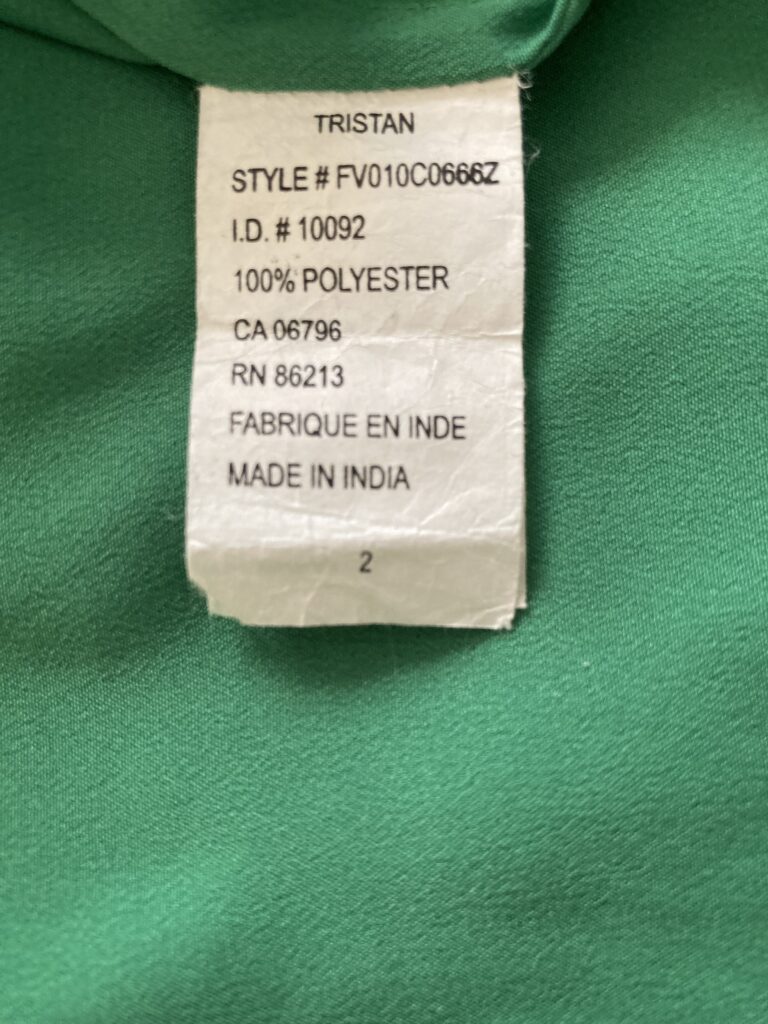 TRISTAN
STYLE # FV010C0666Z
I.D. # 10092
100% POLYESTER
CA 06796
RN 86213
FABRIQUE EN INDE
MADE IN INDIA
2